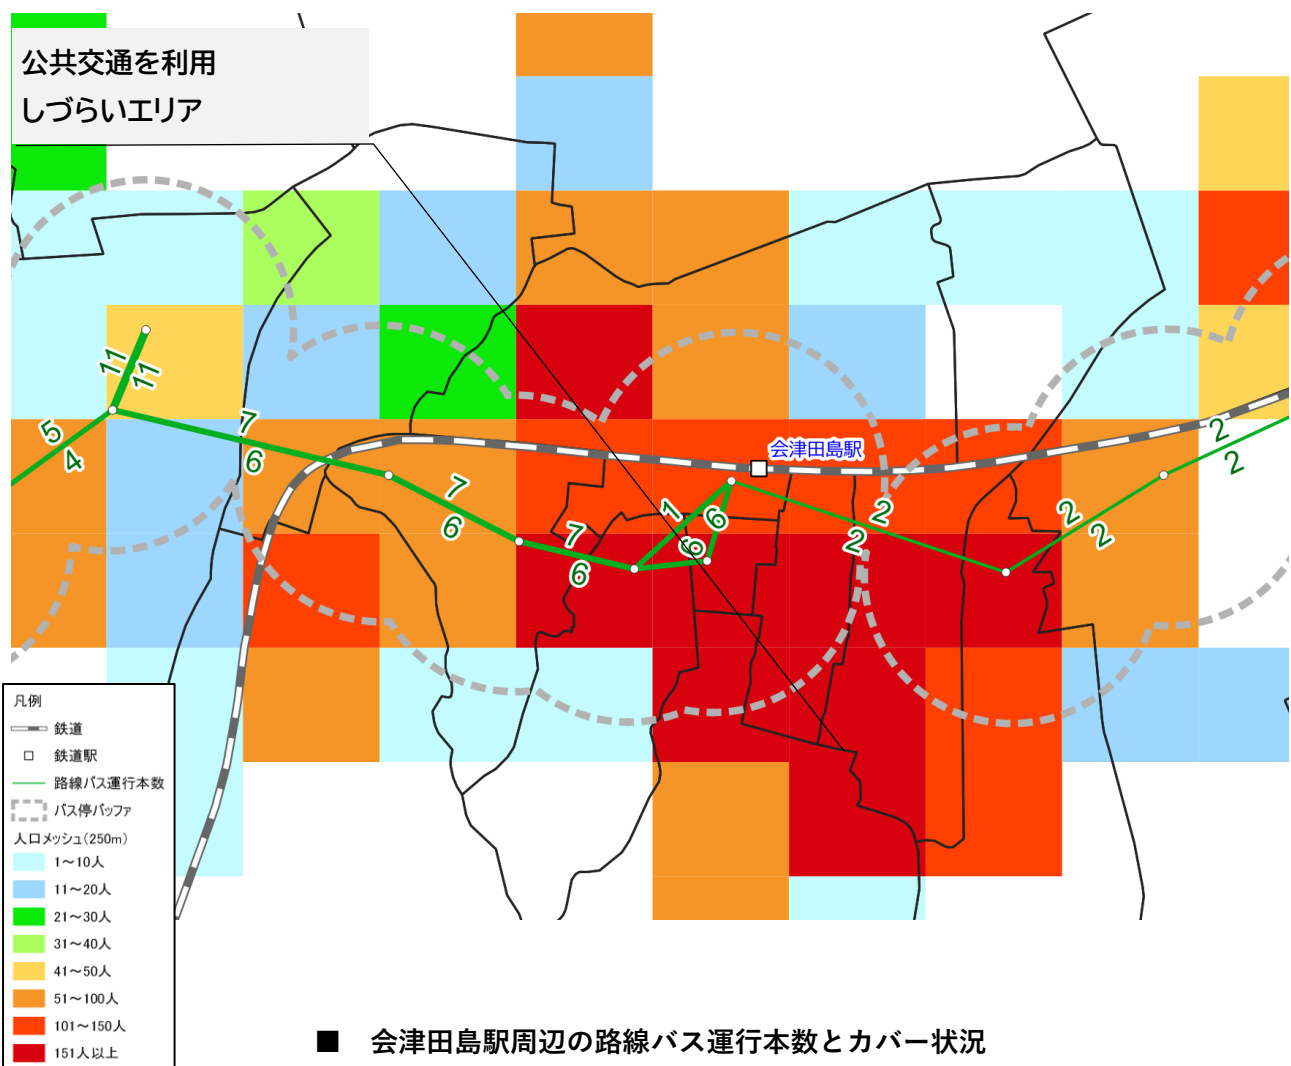 公共交通を利用
しづらいエリア
11
11
5
4
7
6
7
6
7
6
1
6
6
会津田島駅
2
2
2
2
2
2
凡例
鉄道
鉄道駅
路線バス運行本数
バス停バッファ
人口メッシュ(250m)
1～10人
11～20人
21～30人
31～40人
41～50人
51～100人
101～150人
151人以上
■ 会津田島駅周辺の路線バス運行本数とカバー状況